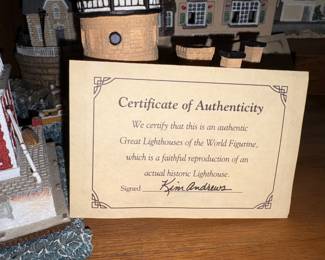 Certificate of Authenticity
We certify that this is an authentic
Great Lighthouses of the World Figurine,
which is a faithful reproduction of an
actual historic Lighthouse.
Signed Kim Andrews